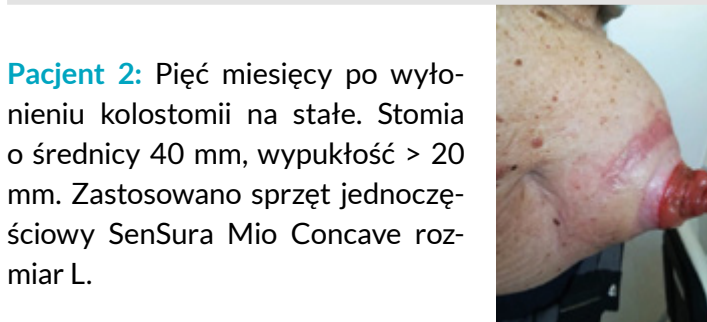 Pacjent 2: Pięć miesięcy po wyło-
nieniu kolostomii na stałe. Stomia
o średnicy 40 mm, wypukłość > 20
mm. Zastosowano sprzęt jednoczę-
ściowy SenSura Mio Concave roz-
miar L.